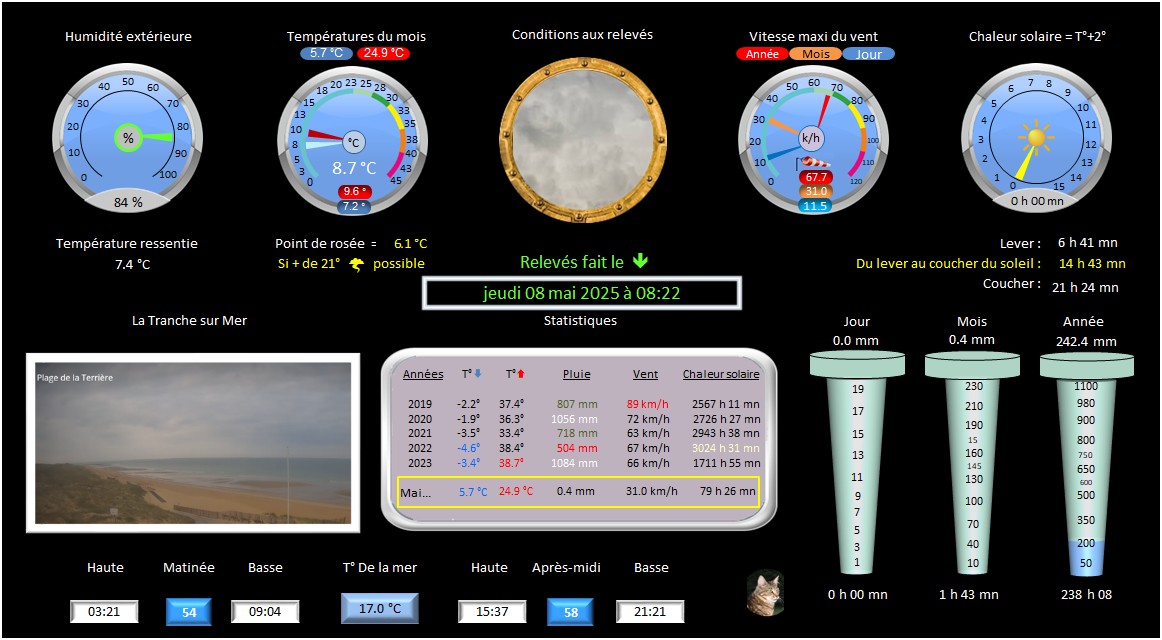 Humidité extérieure
Températures du mois
Conditions aux relevés
Vitesse maxi du vent
Chaleur solaire = T°+2°
5.7 °C 24.9 °C
Année Mois Jour
0 10 20 30 40 50 60 70 80 90 100
%
84 %
0 3 5 8 10 13 15 18 20 23 25 28 30 33 35 38 40 43 45
°C
8.7 °C
9.6 °
7.2 °
0 10 20 30 40 50 60 70 80 90 100 110 120
k/h
67.7
31.0
11.5
0 1 2 3 4 5 6 7 8 9 10 11 12 13 14 15
0 h 00 mn
Température ressentie
7.4 °C
Point de rosée = 6.1 °C
Si + de 21° possible
Relevés fait le
jeudi 08 mai 2025 à 08:22
Lever : 6 h 41 mn
Du lever au coucher du soleil : 14 h 43 mn
Coucher : 21 h 24 mn
La Tranche sur Mer
Plage de la Terrière
Statistiques
Années T° T° Pluie Vent Chaleur solaire
2019 -2.2° 37.4° 807 mm 89 km/h 2567 h 11 mn
2020 -1.9° 36.3° 1056 mm 72 km/h 2726 h 27 mn
2021 -3.5° 33.4° 718 mm 63 km/h 2943 h 38 mn
2022 -4.6° 38.4° 504 mm 67 km/h 3024 h 31 mn
2023 -3.4° 38.7° 1084 mm 66 km/h 1711 h 55 mn
Mai... 5.7 °C 24.9 °C 0.4 mm 31.0 km/h 79 h 26 mn
Jour
0.0 mm
19
17
15
13
11
9
7
5
3
1
0 h 00 mn
Mois
0.4 mm
230
210
190
15
160
145
130
100
70
40
10
1 h 43 mn
Année
242.4 mm
1100
980
900
800
750
650
600
500
350
200
50
238 h 08
Haute Matinée Basse T° De la mer Haute Après-midi Basse
03:21 54 09:04 17.0 °C 15:37 58 21:21